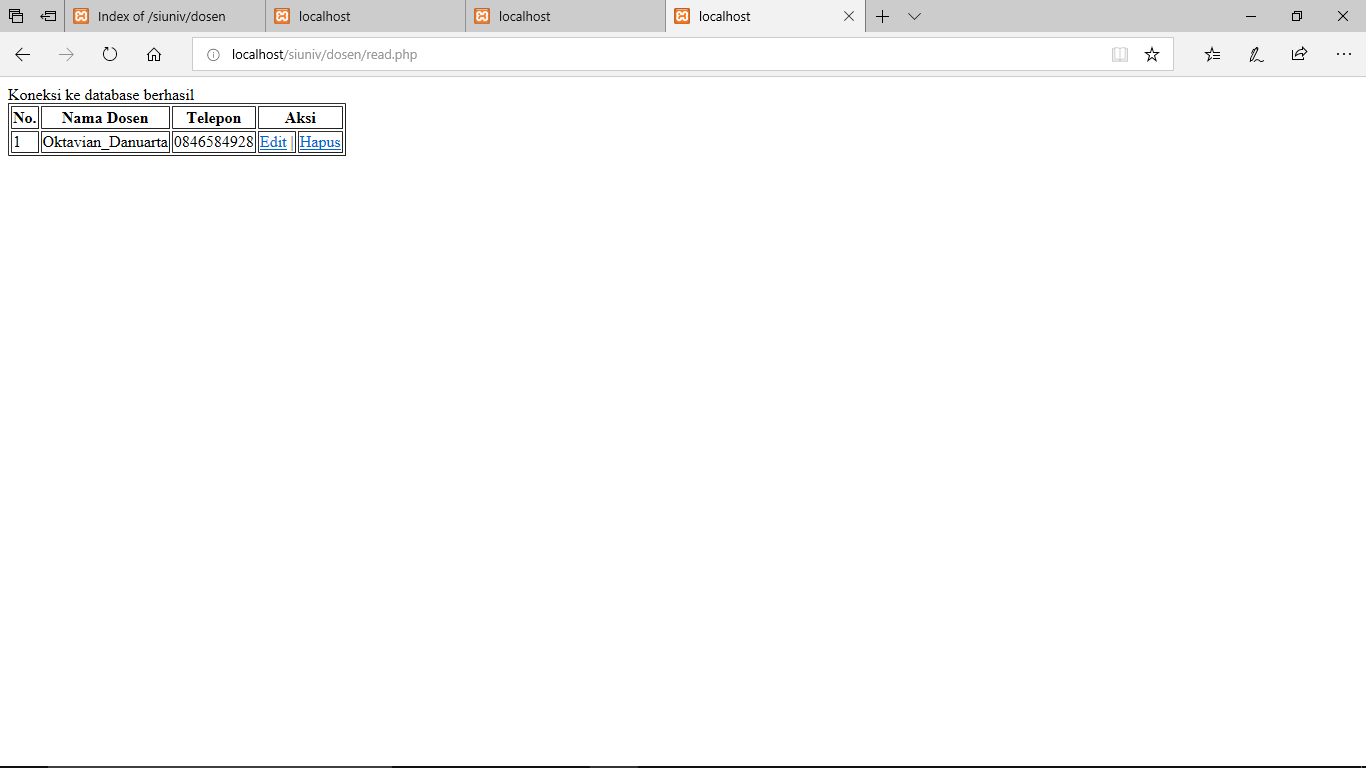 Index of /siuniv/dosen localhost localhost localhost
localhost/siuniv/dosen/read.php
Koneksi ke database berhasil
No. Nama Dosen Telepon Aksi
1 Oktavian_Danuarta 0846584928 Edit | Hapus